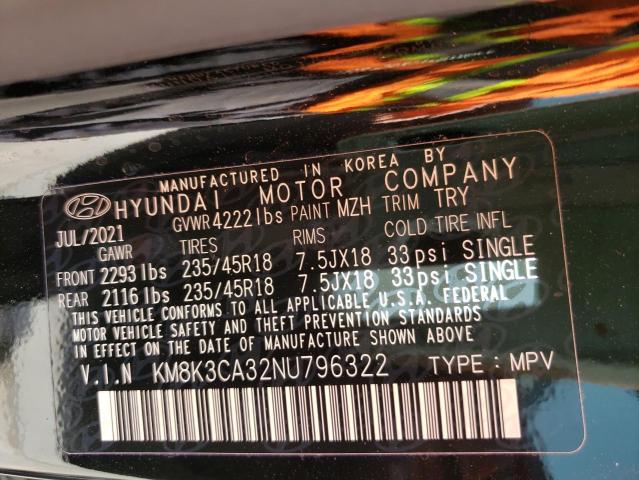 MANUFACTURED IN KOREA BY
HYUNDAI MOTOR COMPANY
JUL/2021 GVWR 4222 lbs PAINT MZH TRIM TRY
GAWR TIRES RIMS COLD TIRE INFL
FRONT 2293 lbs 235/45R18 7.5JX18 33psi SINGLE
REAR 2116 lbs 235/45R18 7.5JX18 33psi SINGLE
THIS VEHICLE CONFORMS TO ALL APPLICABLE U.S.A. FEDERAL
MOTOR VEHICLE SAFETY AND THEFT PREVENTION STANDARDS
IN EFFECT ON THE DATE OF MANUFACTURE SHOWN ABOVE.
V.I.N KM8K3CA32NU796322 TYPE : MPV